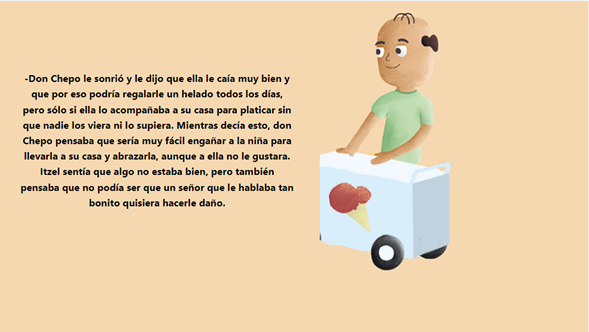 -Don Chepo le sonrió y le dijo que ella le caía muy bien y
que por eso podría regalarle un helado todos los días,
pero sólo si ella lo acompañaba a su casa para platicar sin
que nadie los viera ni lo supiera. Mientras decía esto, don
Chepo pensaba que sería muy fácil engañar a la niña para
llevarla a su casa y abrazarla, aunque a ella no le gustara.
Itzel sentía que algo no estaba bien, pero también
pensaba que no podía ser que un señor que le hablaba tan
bonito quisiera hacerle daño.